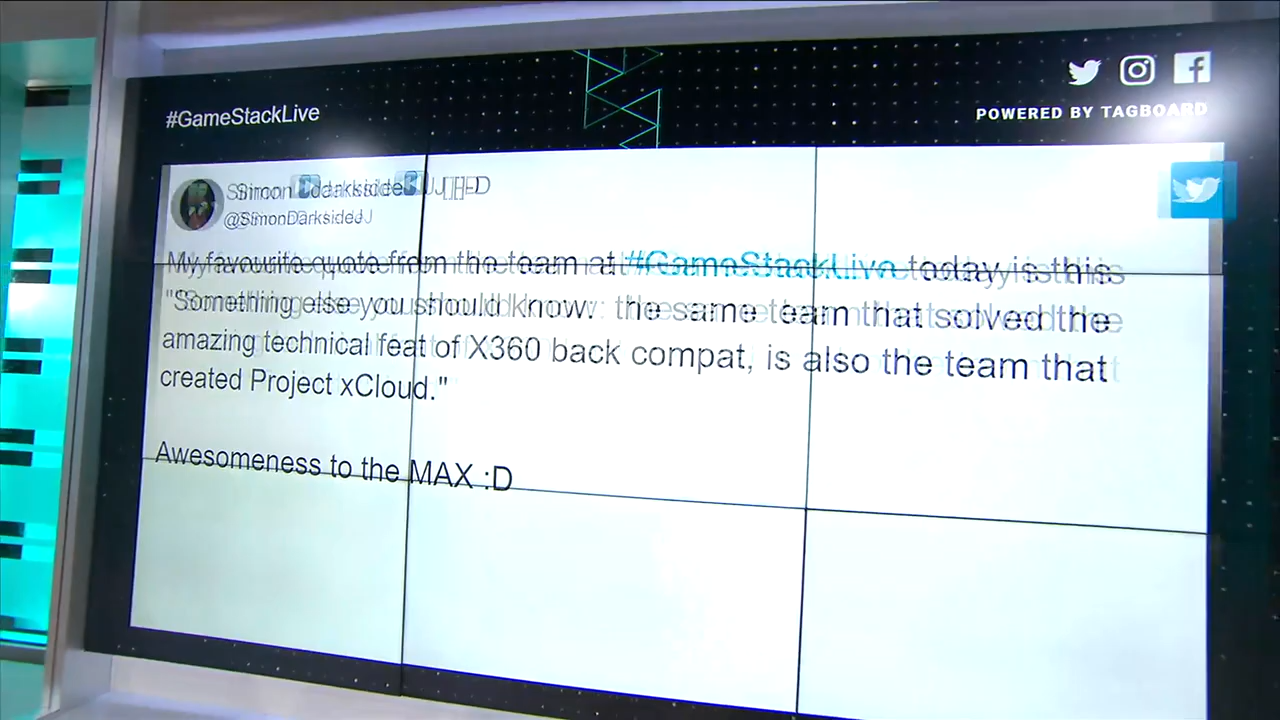 #GameStackLive
POWERED BY TAGBOARD
@SimonDarksideJ
My favourite quote from the team at #GameStackLive today is this
"Something else you should know: the same team that solved the
amazing technical feat of X360 back compat, is also the team that
created Project xCloud."
Awesomeness to the MAX :D